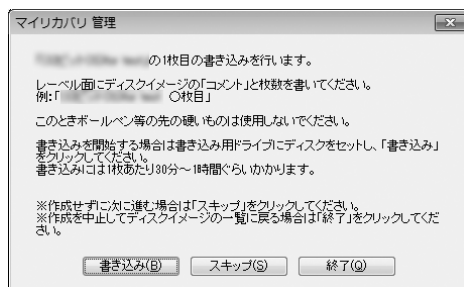 マイリカバリ 管理
の1枚目の書き込みを行います。
レーベル面にディスクイメージの「コメント」と枚数を書いてください。
例:「 〇枚目」
このときボールペン等の先の硬いものは使用しないでください。
書き込みを開始する場合は書き込み用ドライブにディスクをセットし、「書き込み」
をクリックしてください。
書き込みには1枚あたり30分~1時間ぐらいかかります。
※作成せずに次に進む場合は「スキップ」をクリックしてください。
※作成を中止してディスクイメージの一覧に戻る場合は「終了」をクリックしてくだ
さい。
書き込み(B) スキップ(S) 終了(Q)